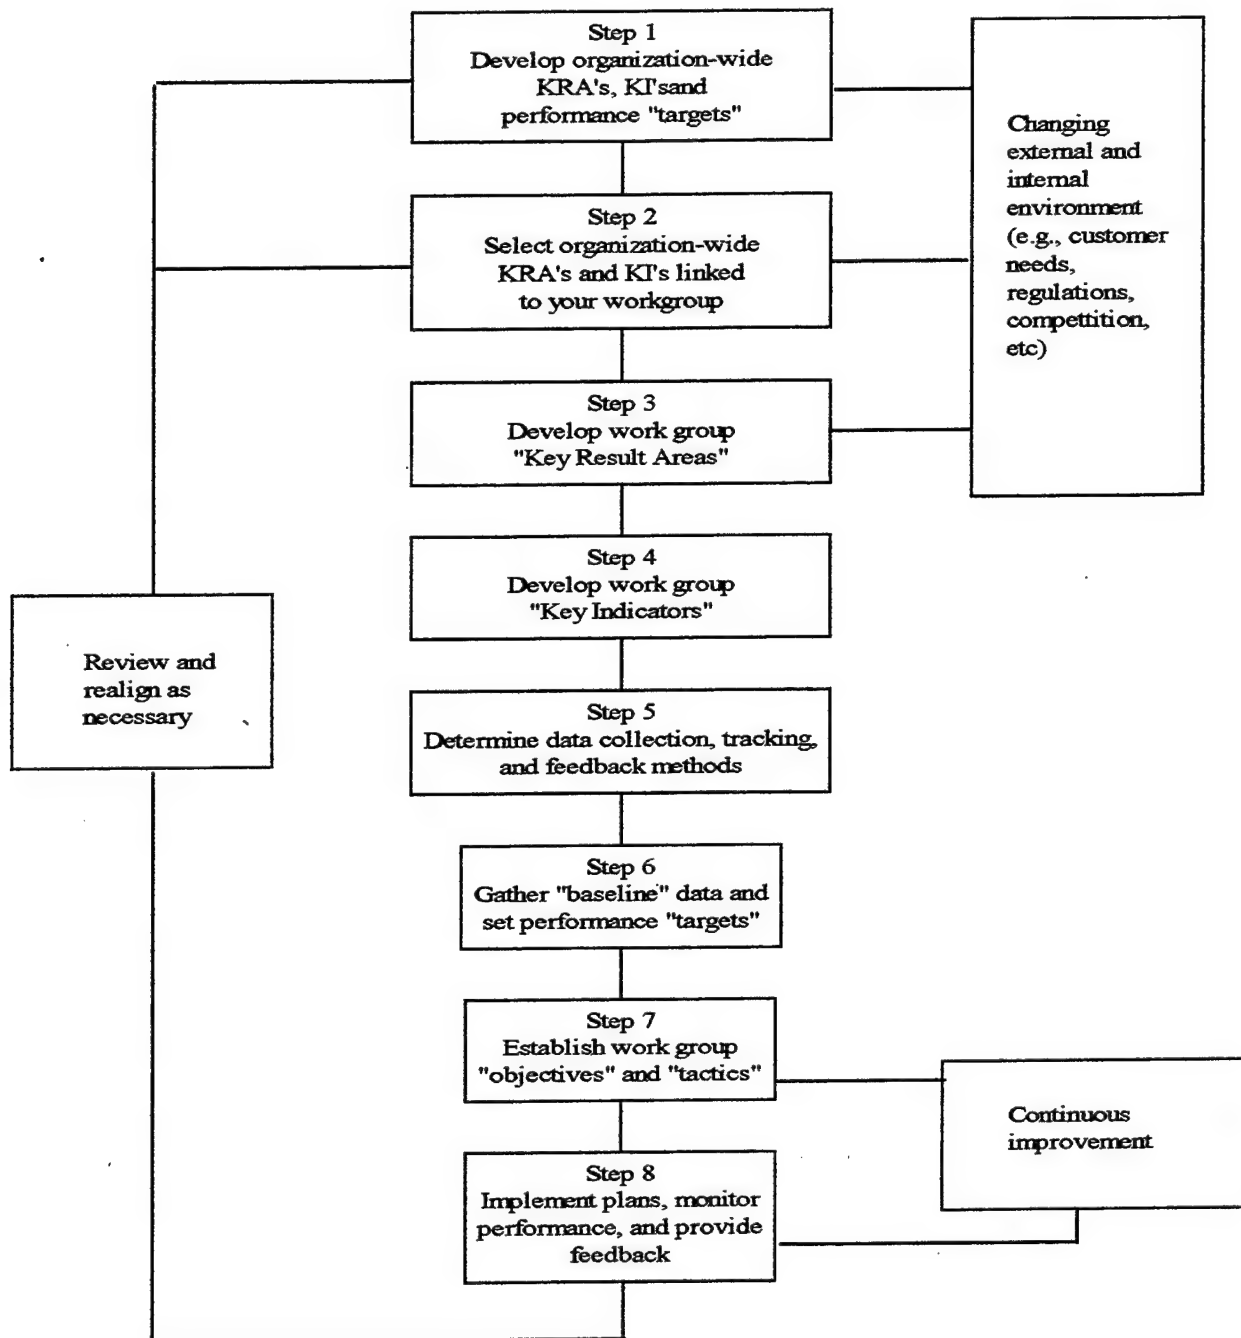 Step 1
Develop organization-wide
KRA's, KI'sand
performance "targets"
Changing
external and
internal
environment
(e.g., customer
needs,
regulations,
compettition,
etc)
Step 2
Select organization-wide
KRA's and KI's linked
to your workgroup
Step 3
Develop work group
"Key Result Areas"
Step 4
Develop work group
"Key Indicators"
Review and
realign as
necessary
Step 5
Determine data collection, tracking,
and feedback methods
Step 6
Gather "baseline" data and
set performance "targets"
Step 7
Establish work group
"objectives" and "tactics"
Continuous
improvement
Step 8
Implement plans, monitor
performance, and provide
feedback